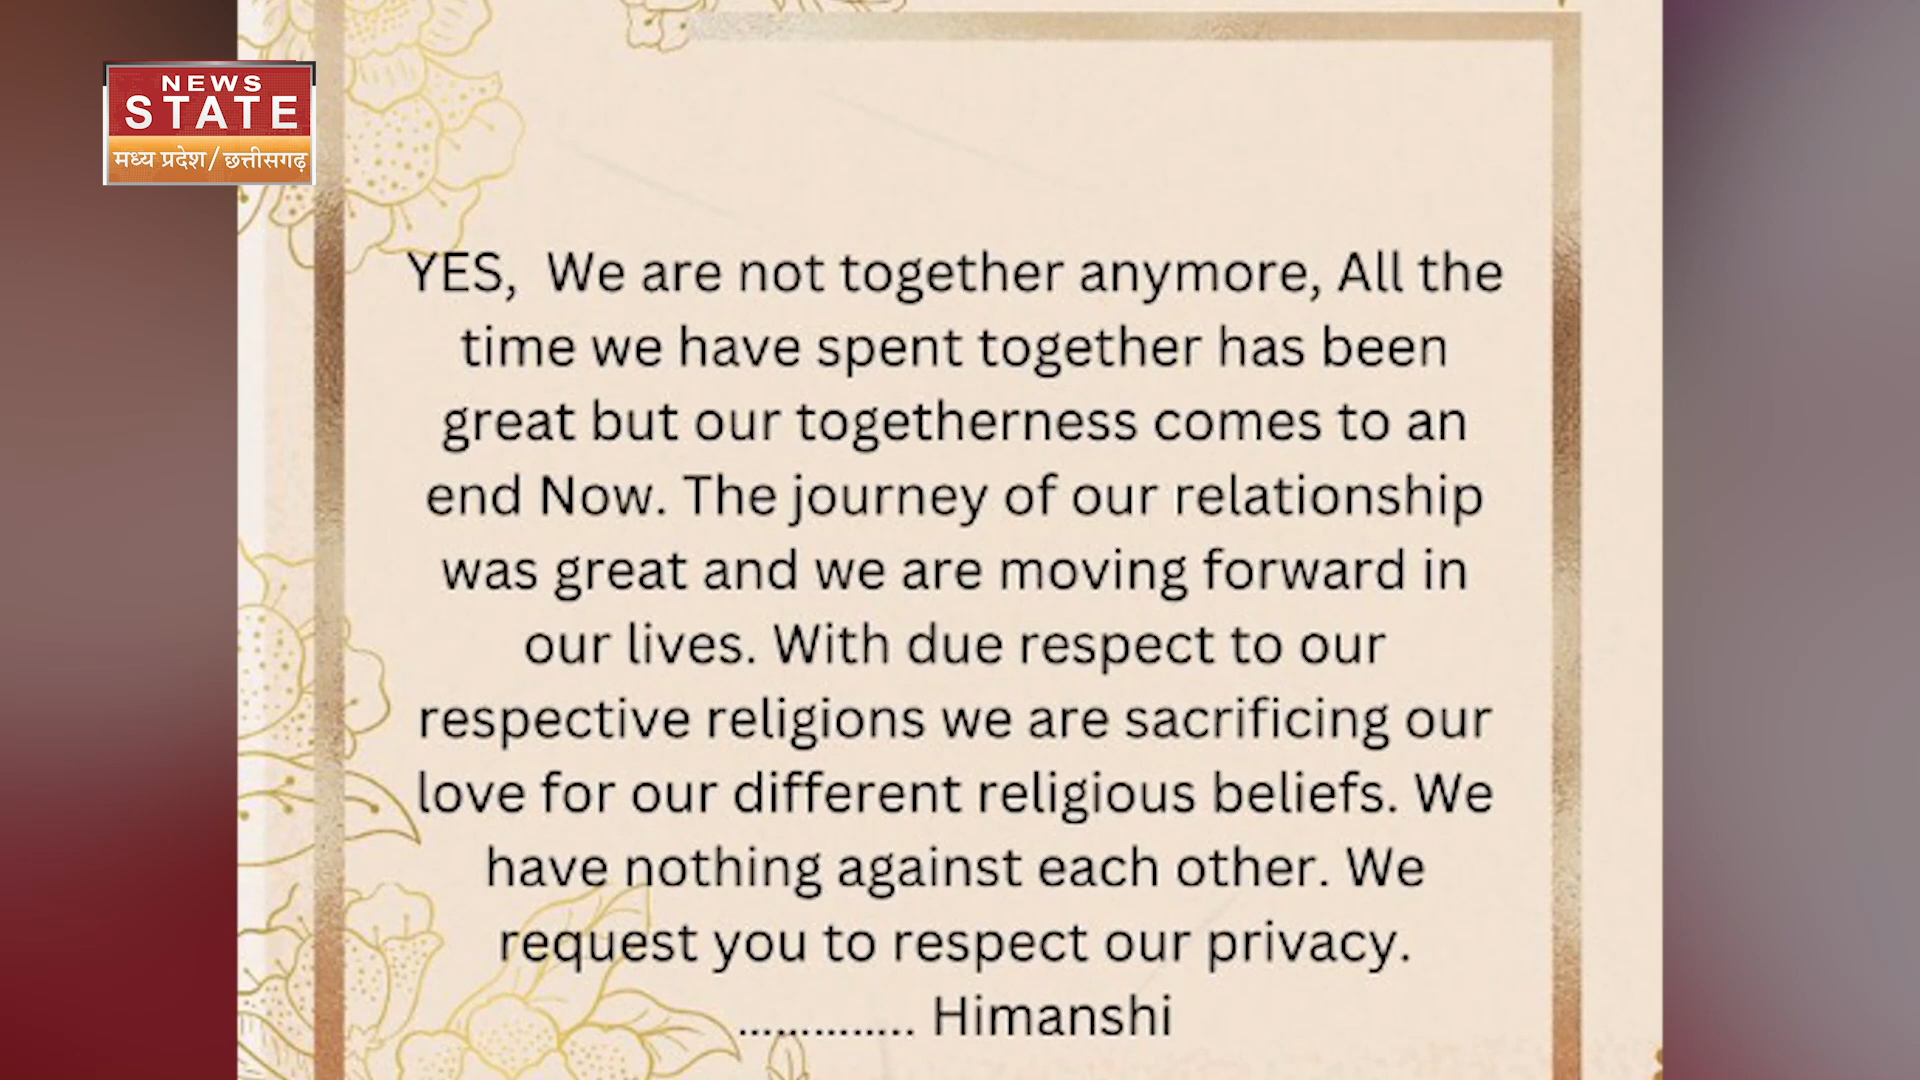 NEWS
STATE
मध्य प्रदेश/छत्तीसगढ़
YES, We are not together anymore, All the
time we have spent together has been
great but our togetherness comes to an
end Now. The journey of our relationship
was great and we are moving forward in
our lives. With due respect to our
respective religions we are sacrificing our
love for our different religious beliefs. We
have nothing against each other. We
request you to respect our privacy.
.............. Himanshi